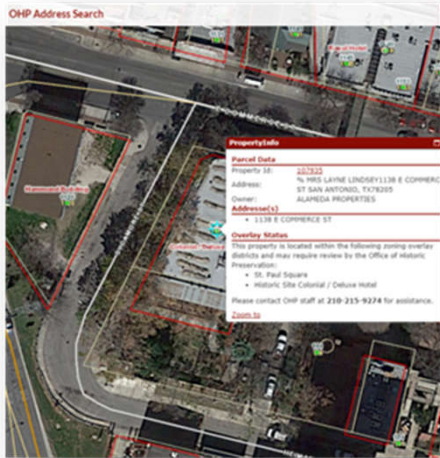 OHP Address Search
PropertyInfo
Parcel Data
Property Id: 107935
Address: % MRS LAYNE LINDSEY1138 E COMMERC
ST SAN ANTONIO, TX78205
Owner: ALAMEDA PROPERTIES
Addresse(s)
• 1138 E COMMERCE ST
Overlay Status
This property is located within the following zoning overlay
districts and may require review by the Office of Historic
Preservation:
• St. Paul Square
• Historic Site Colonial / Deluxe Hotel
Please contact OHP staff at 210-215-9274 for assistance.
Zoom to